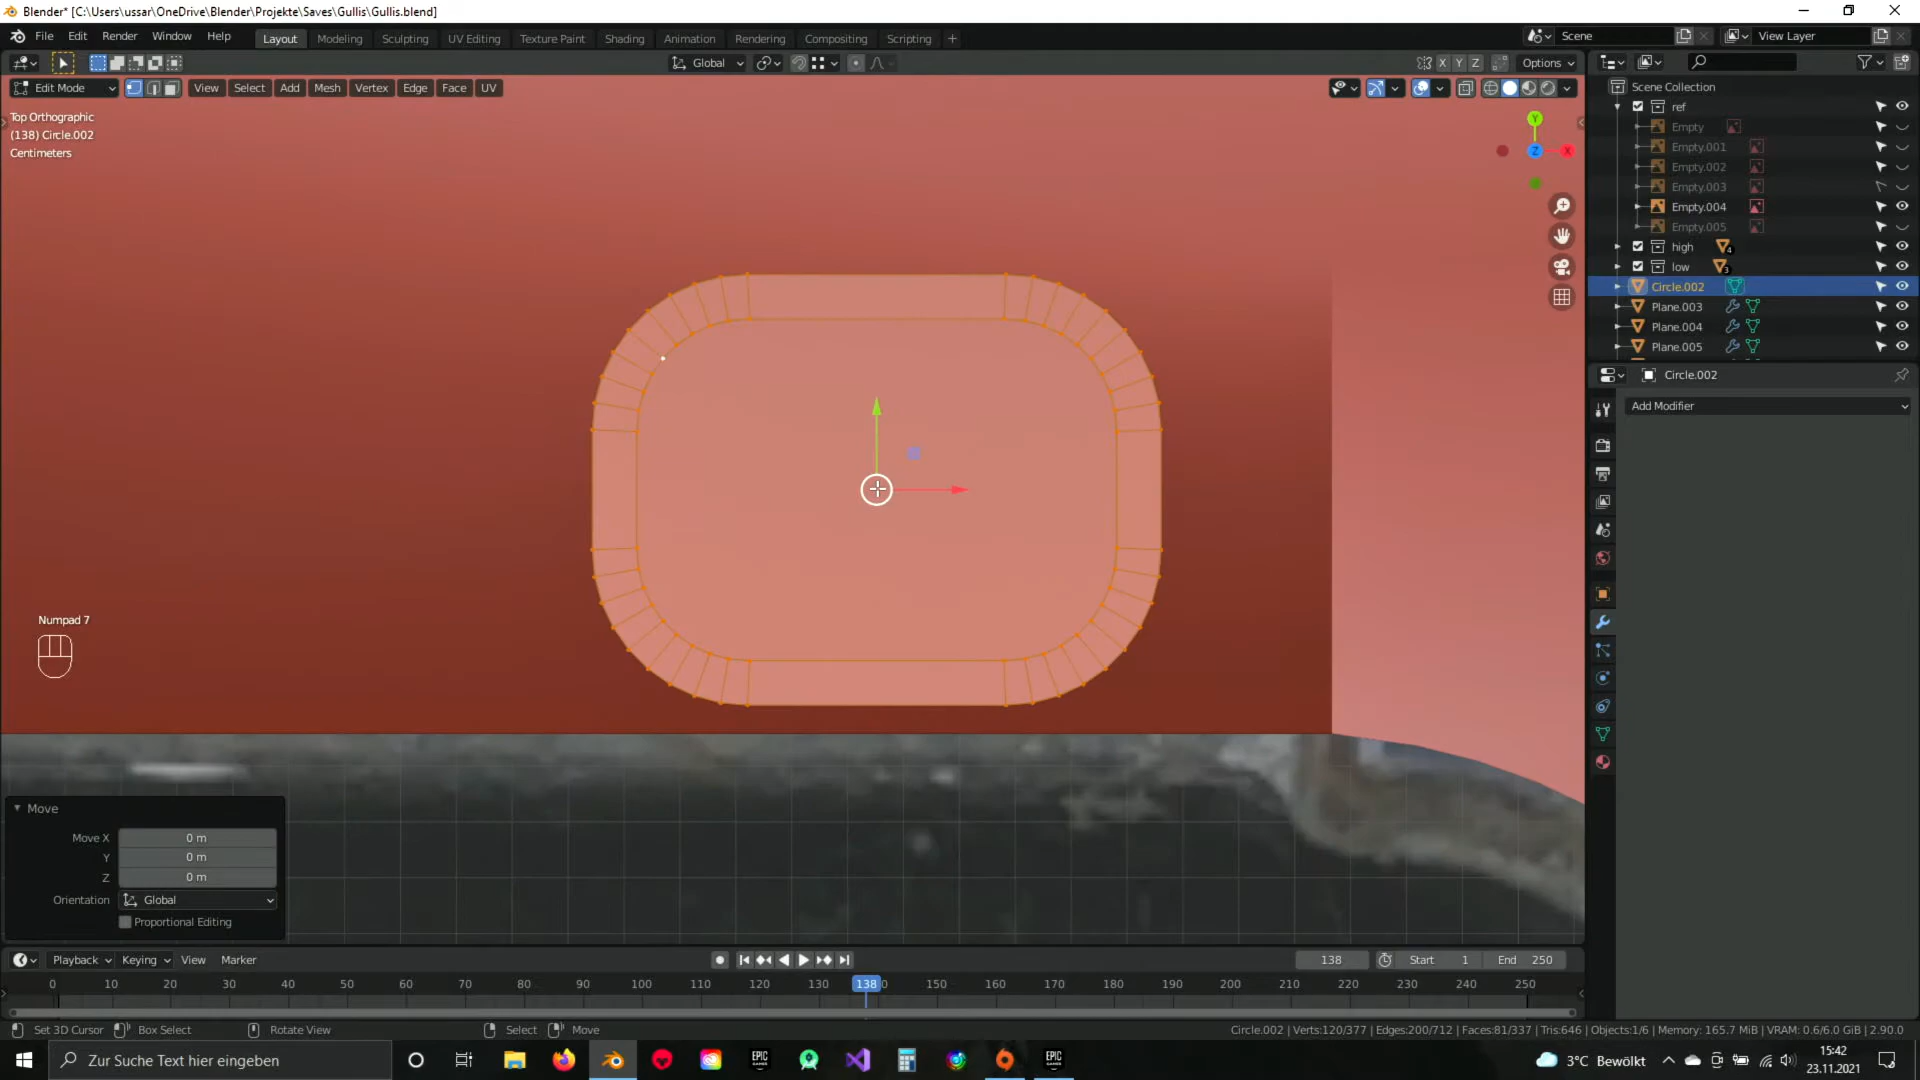 Blender* [C:\Users\ussar\OneDrive\Blender\Projekte\Saves\Gullis\Gullis.blend]
File Edit Render Window Help Layout Modeling Sculpting UV Editing Texture Paint Shading Animation Rendering Compositing Scripting + Scene View Layer
Global X Y Z Options
Edit Mode View Select Add Mesh Vertex Edge Face UV
Scene Collection
ref
Empty
Empty.001
Empty.002
Empty.003
Empty.004
Empty.005
high 4
low 3
Circle.002
Plane.003
Plane.004
Plane.005
Top Orthographic
(138) Circle.002
Centimeters
Y
Z X
Circle.002
Add Modifier
Numpad 7
Move
Move X 0 m
Y 0 m
Z 0 m
Orientation Global
Proportional Editing
Playback Keying View Marker 138 Start 1 End 250
0 10 20 30 40 50 60 70 80 90 100 110 120 130 138 0 150 160 170 180 190 200 210 220 230 240 250
Set 3D Cursor Box Select Rotate View Select Move Circle.002 | Verts:120/377 | Edges:200/712 | Faces:81/337 | Tris:646 | Objects:1/6 | Memory: 165.7 MiB | VRAM: 0.6/6.0 GiB | 2.90.0
Zur Suche Text hier eingeben
EPIC GAMES
EPIC GAMES
3°C Bewölkt
15:42
23.11.2021